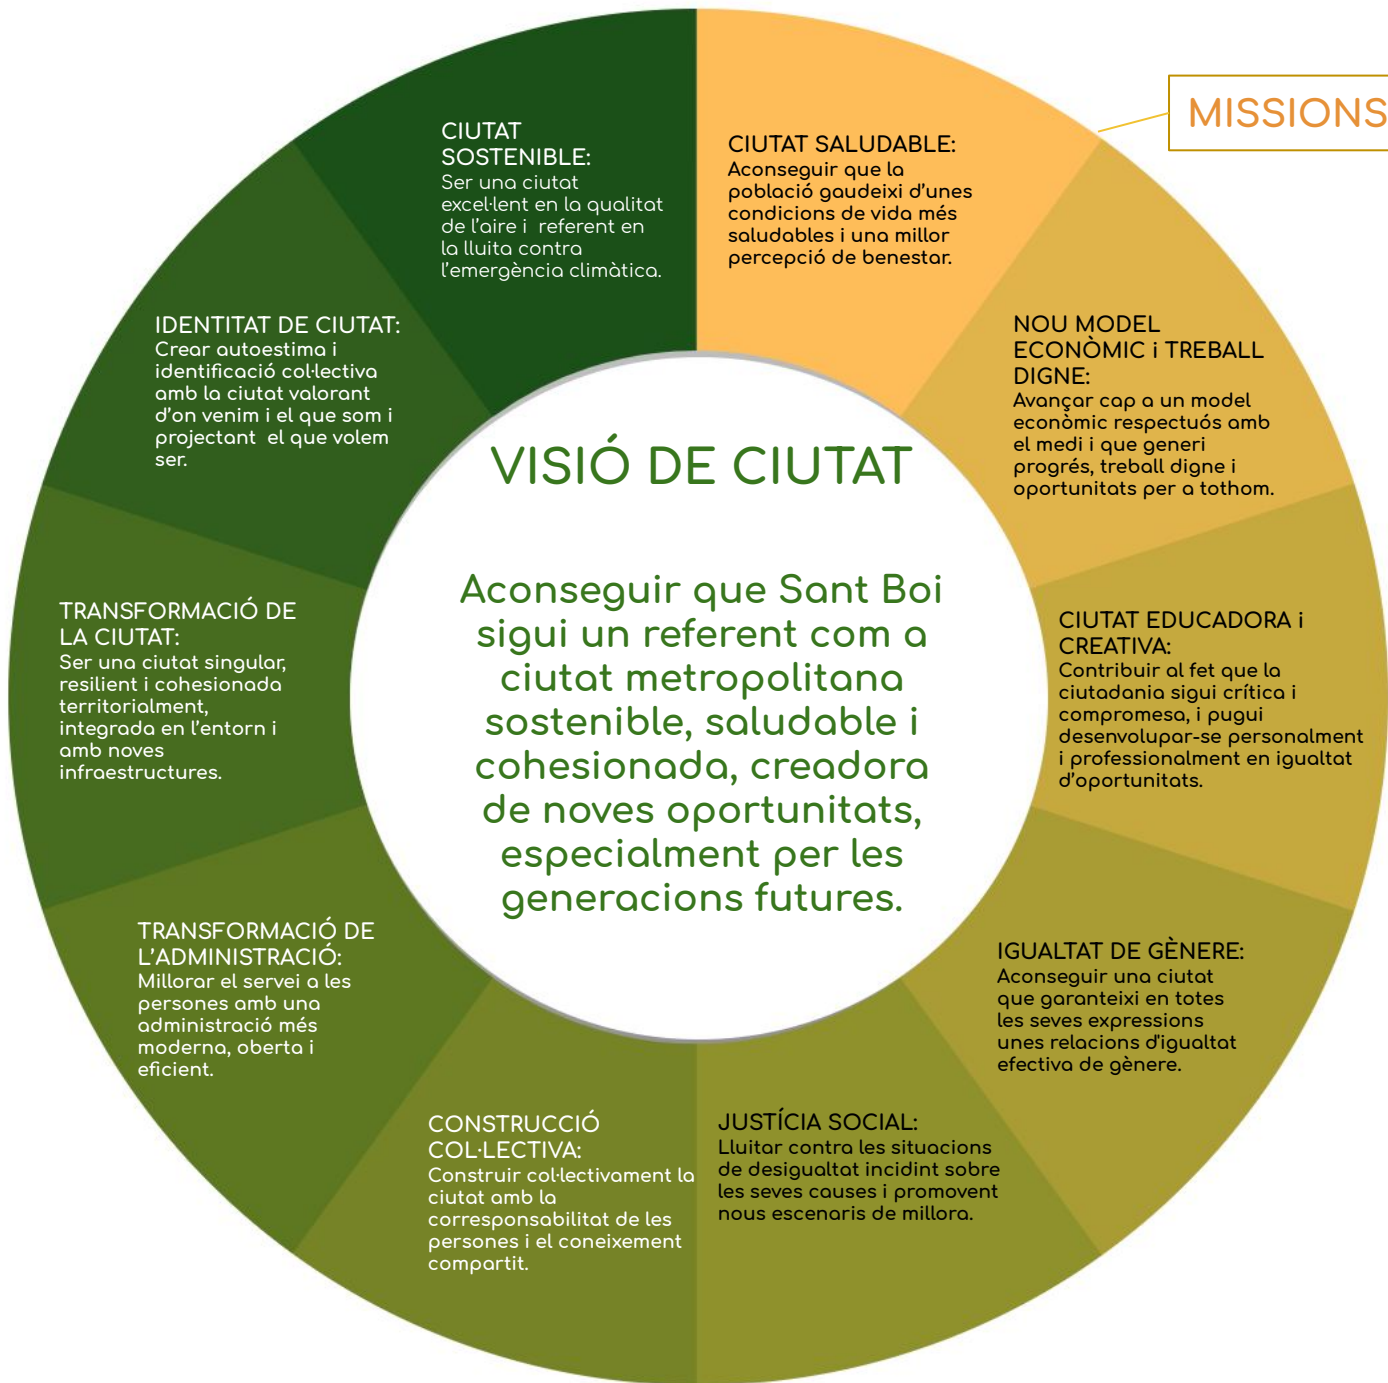 MISSIONS
CIUTAT SALUDABLE:
Aconseguir que la
població gaudeixi d’unes
condicions de vida més
saludables i una millor
percepció de benestar.
NOU MODEL
ECONÒMIC i TREBALL
DIGNE:
Avançar cap a un model
econòmic respectuós amb
el medi i que generi
progrés, treball digne i
oportunitats per a tothom.
CIUTAT EDUCADORA i
CREATIVA:
Contribuir al fet que la
ciutadania sigui crítica i
compromesa, i pugui
desenvolupar-se personalment
i professionalment en igualtat
d’oportunitats.
IGUALTAT DE GÈNERE:
Aconseguir una ciutat
que garanteixi en totes
les seves expressions
unes relacions d'igualtat
efectiva de gènere.
JUSTÍCIA SOCIAL:
Lluitar contra les situacions
de desigualtat incidint sobre
les seves causes i promovent
nous escenaris de millora.
CONSTRUCCIÓ
COL·LECTIVA:
Construir col·lectivament la
ciutat amb la
corresponsabilitat de les
persones i el coneixement
compartit.
TRANSFORMACIÓ DE
L’ADMINISTRACIÓ:
Millorar el servei a les
persones amb una
administració més
moderna, oberta i
eficient.
TRANSFORMACIÓ DE
LA CIUTAT:
Ser una ciutat singular,
resilient i cohesionada
territorialment,
integrada en l’entorn i
amb noves
infraestructures.
IDENTITAT DE CIUTAT:
Crear autoestima i
identificació col·lectiva
amb la ciutat valorant
d’on venim i el que som i
projectant el que volem
ser.
CIUTAT
SOSTENIBLE:
Ser una ciutat
excel·lent en la qualitat
de l’aire i referent en
la lluita contra
l’emergència climàtica.
VISIÓ DE CIUTAT
Aconseguir que Sant Boi
sigui un referent com a
ciutat metropolitana
sostenible, saludable i
cohesionada, creadora
de noves oportunitats,
especialment per les
generacions futures.